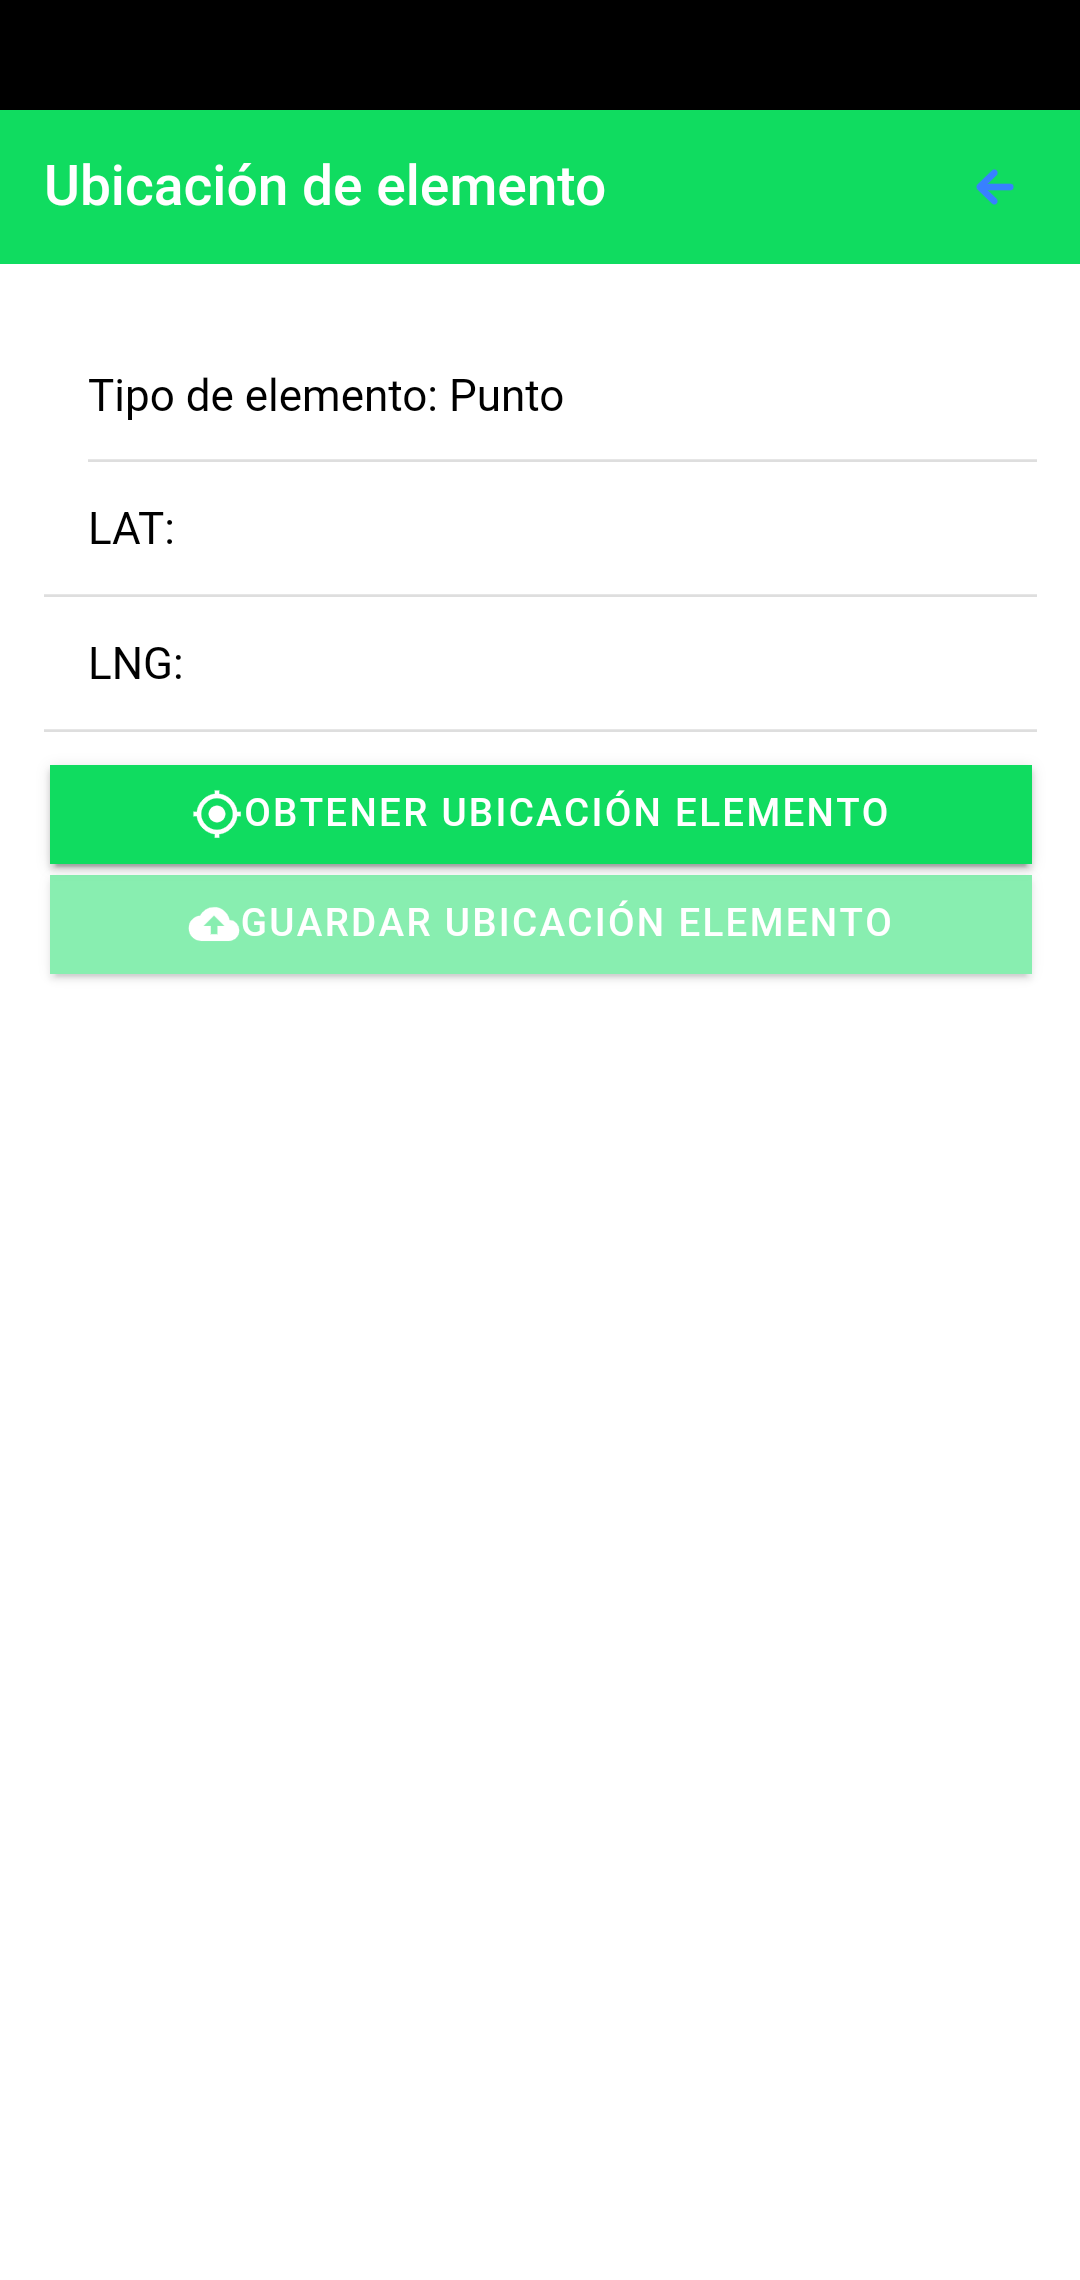 Ubicación de elemento
Tipo de elemento: Punto
LAT:
LNG:
OBTENER UBICACIÓN ELEMENTO
GUARDAR UBICACIÓN ELEMENTO